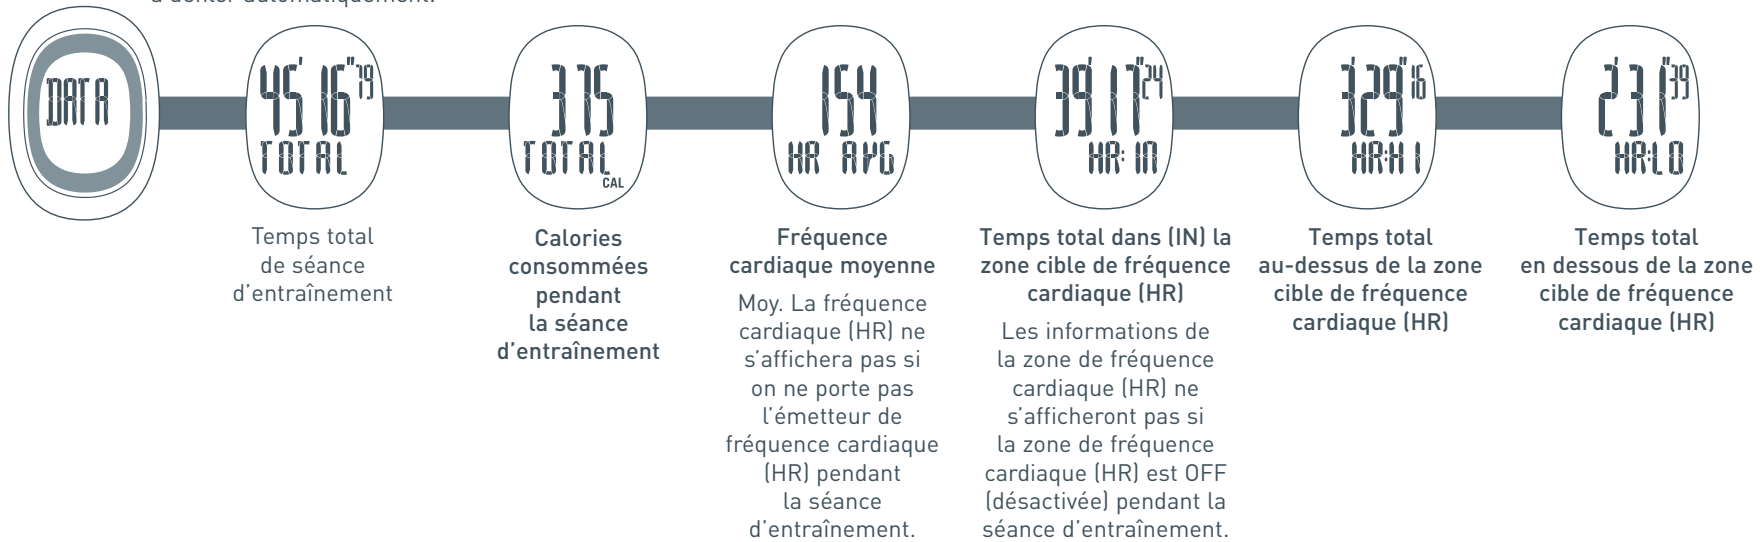 à défiler automatiquement.
DATA
45'16"79
TOTAL
Temps total
de séance
d'entraînement
375
TOTAL
CAL
Calories
consommées
pendant
la séance
d'entraînement
154
HR AVG
Fréquence
cardiaque moyenne
Moy. La fréquence
cardiaque (HR) ne
s'affichera pas si
on ne porte pas
l'émetteur de
fréquence cardiaque
(HR) pendant
la séance
d'entraînement.
39'17"24
HR: IN
Temps total dans (IN) la
zone cible de fréquence
cardiaque (HR)
Les informations de
la zone de fréquence
cardiaque (HR) ne
s'afficheront pas si
la zone de fréquence
cardiaque (HR) est OFF
(désactivée) pendant la
séance d'entraînement.
3'29"16
HR:HI
Temps total
au-dessus de la zone
cible de fréquence
cardiaque (HR)
2'31"39
HR:LO
Temps total
en dessous de la zone
cible de fréquence
cardiaque (HR)